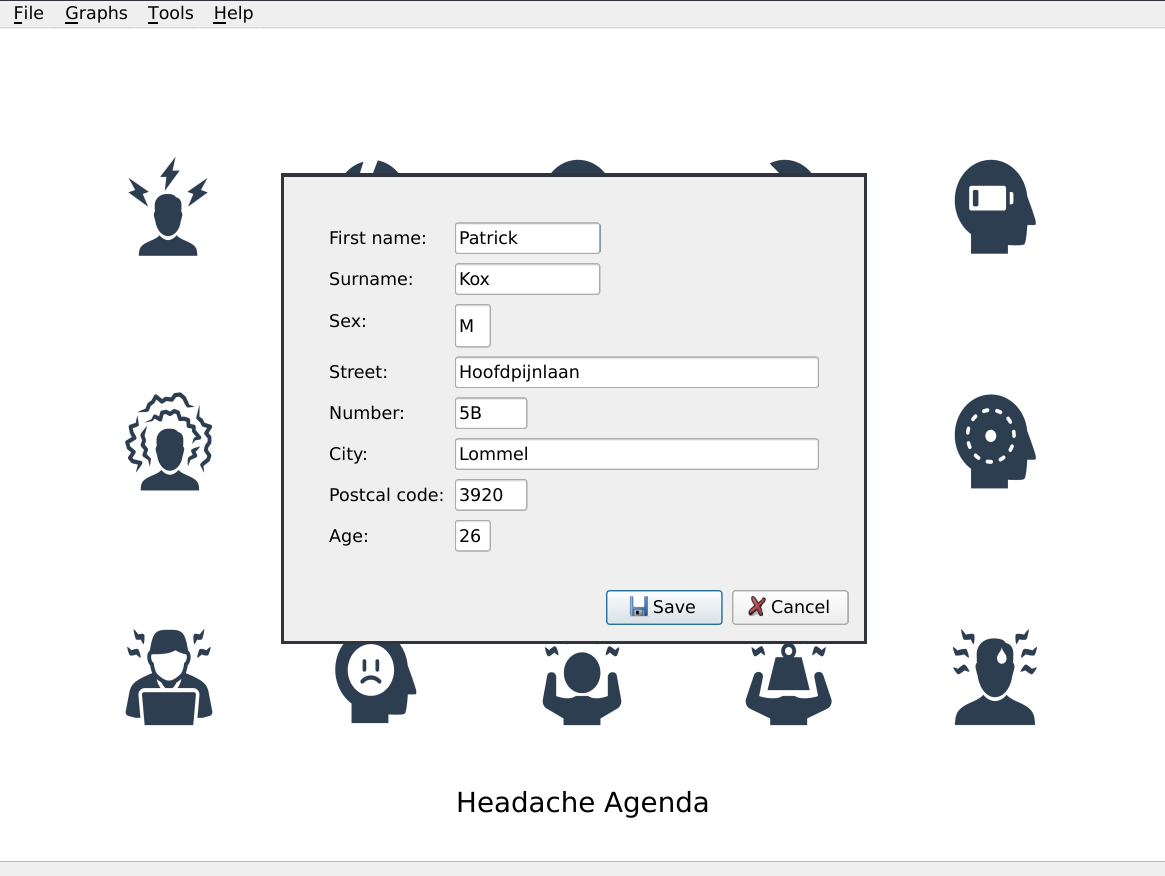 File Graphs Tools Help
First name: Patrick
Surname: Kox
Sex: M
Street: Hoofdpijnlaan
Number: 5B
City: Lommel
Postcal code: 3920
Age: 26
Save Cancel
Headache Agenda